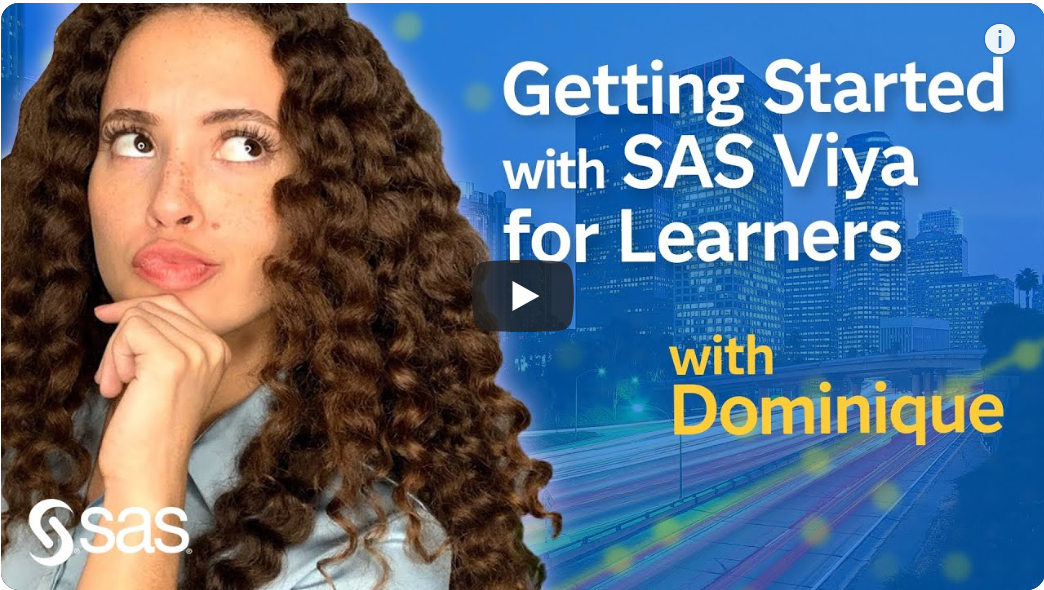 Getting Started
with SAS Viya
for Learners
with
Dominique
sas
i